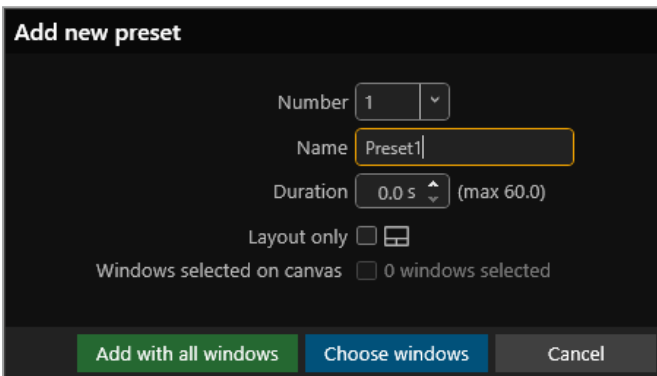 Add new preset
Number 1
Name Preset1
Duration 0.0 s (max 60.0)
Layout only
Windows selected on canvas 0 windows selected
Add with all windows Choose windows Cancel